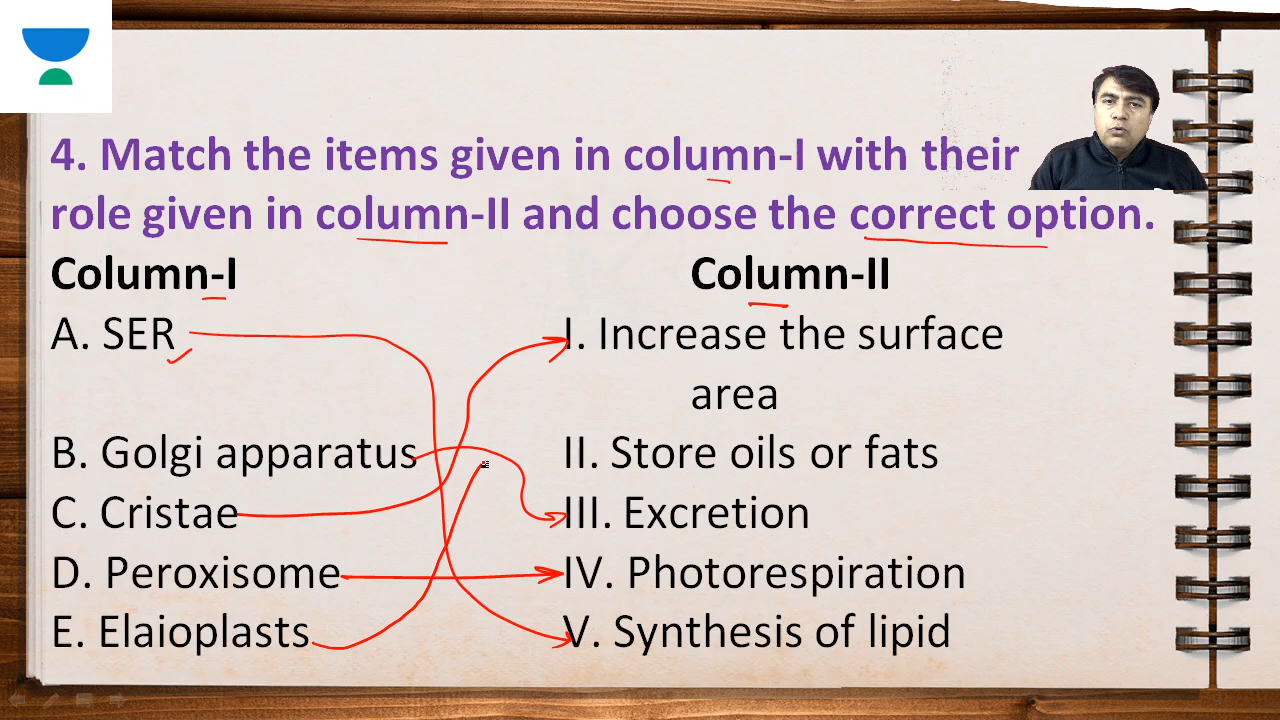 4. Match the items given in column-I with their
role given in column-II and choose the correct option.
Column-I Column-II
A. SER I. Increase the surface
area
B. Golgi apparatus II. Store oils or fats
C. Cristae III. Excretion
D. Peroxisome IV. Photorespiration
E. Elaioplasts V. Synthesis of lipid